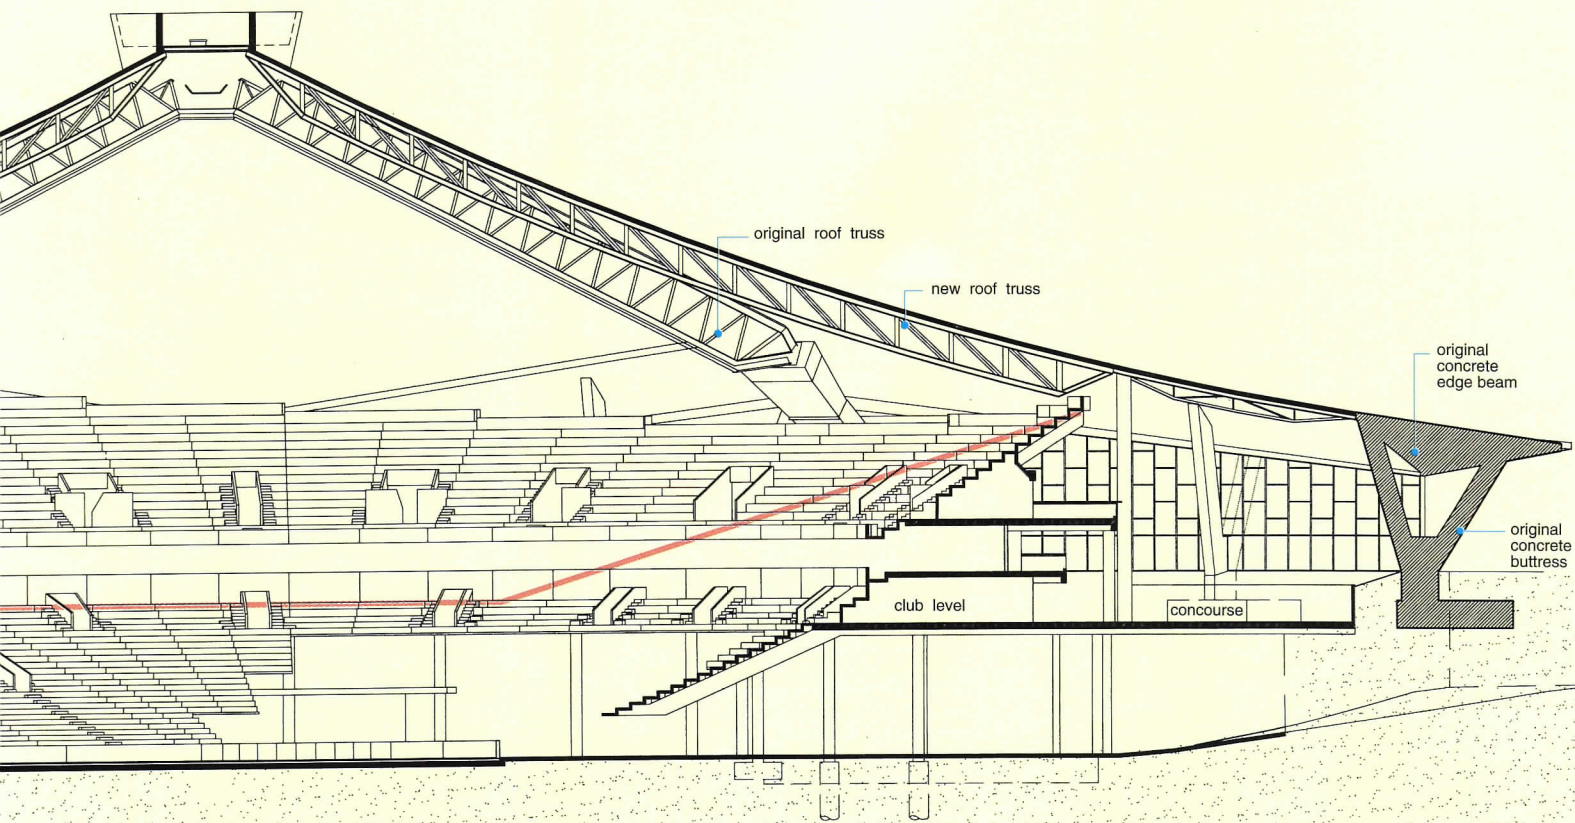 original roof truss
new roof truss
original
concrete
edge beam
original
concrete
buttress
club level
concourse